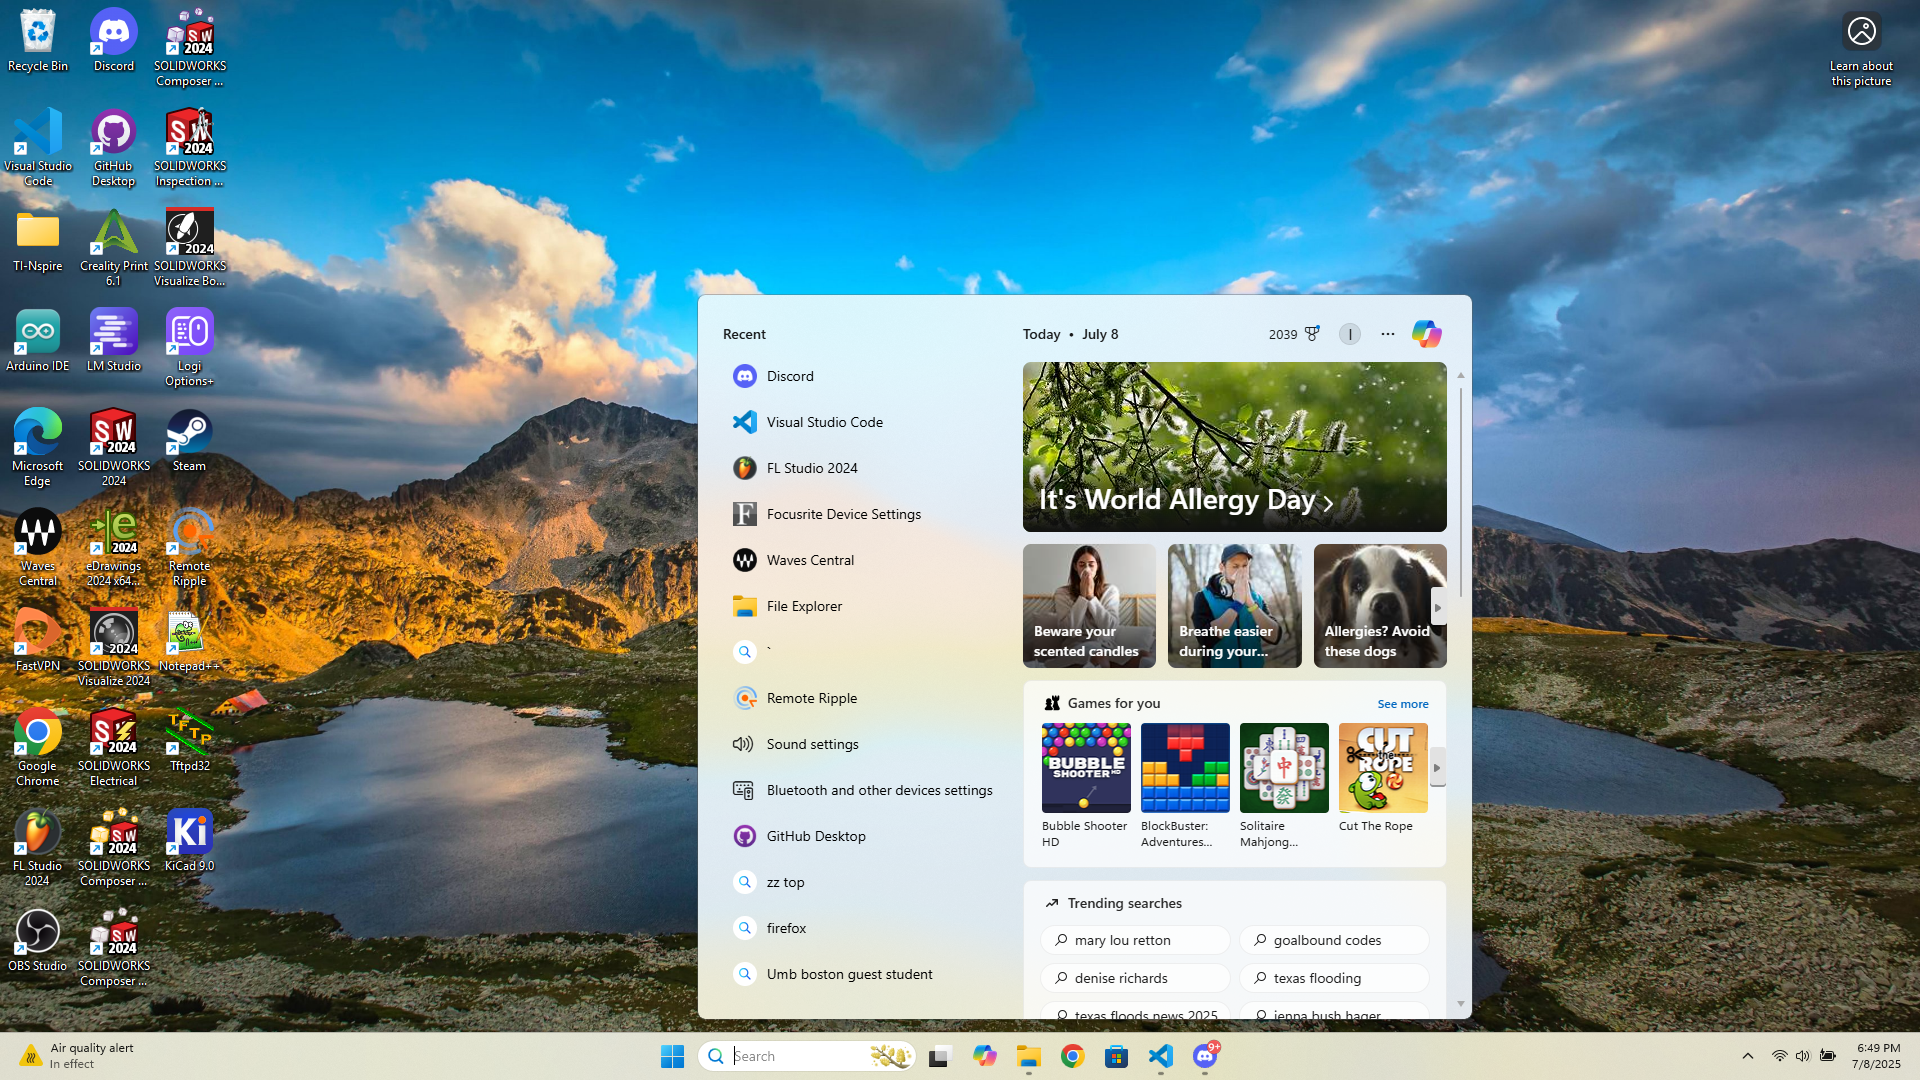 Recycle Bin
Discord
SOLIDWORKS
Composer ...
Visual Studio
Code
GitHub
Desktop
SOLIDWORKS
Inspection ...
TI-Nspire
Creality Print
6.1
SOLIDWORKS
Visualize Bo...
Arduino IDE
LM Studio
Logi
Options+
Microsoft
Edge
SOLIDWORKS
2024
Steam
Waves
Central
eDrawings
2024 x64...
Remote
Ripple
FastVPN
SOLIDWORKS
Visualize 2024
Notepad++
Google
Chrome
SOLIDWORKS
Electrical
Tftpd32
FL Studio
2024
SOLIDWORKS
Composer ...
KiCad 9.0
OBS Studio
SOLIDWORKS
Composer ...
Learn about
this picture
Recent
Discord
Visual Studio Code
FL Studio 2024
Focusrite Device Settings
Waves Central
File Explorer
`
Remote Ripple
Sound settings
Bluetooth and other devices settings
GitHub Desktop
zz top
firefox
Umb boston guest student
Today • July 8
2039
I
It's World Allergy Day
Beware your
scented candles
Breathe easier
during your...
Allergies? Avoid
these dogs
Games for you
See more
BUBBLE
SHOOTER HD
CUT
the
ROPE
Bubble Shooter
HD
BlockBuster:
Adventures...
Solitaire
Mahjong...
Cut The Rope
Trending searches
mary lou retton
goalbound codes
denise richards
texas flooding
texas floods news 2025
jenna bush hager...
Air quality alert
In effect
Search
9+
6:49 PM
7/8/2025